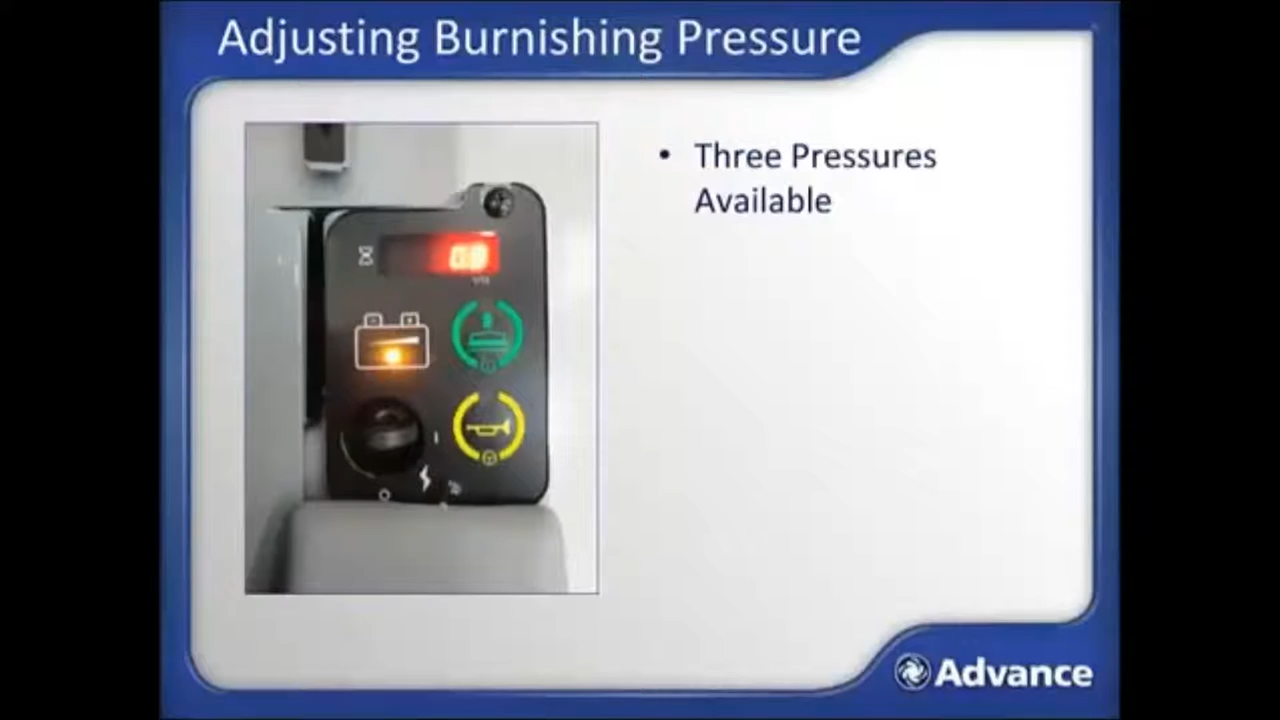 Adjusting Burnishing Pressure
• Three Pressures
Available
Advance